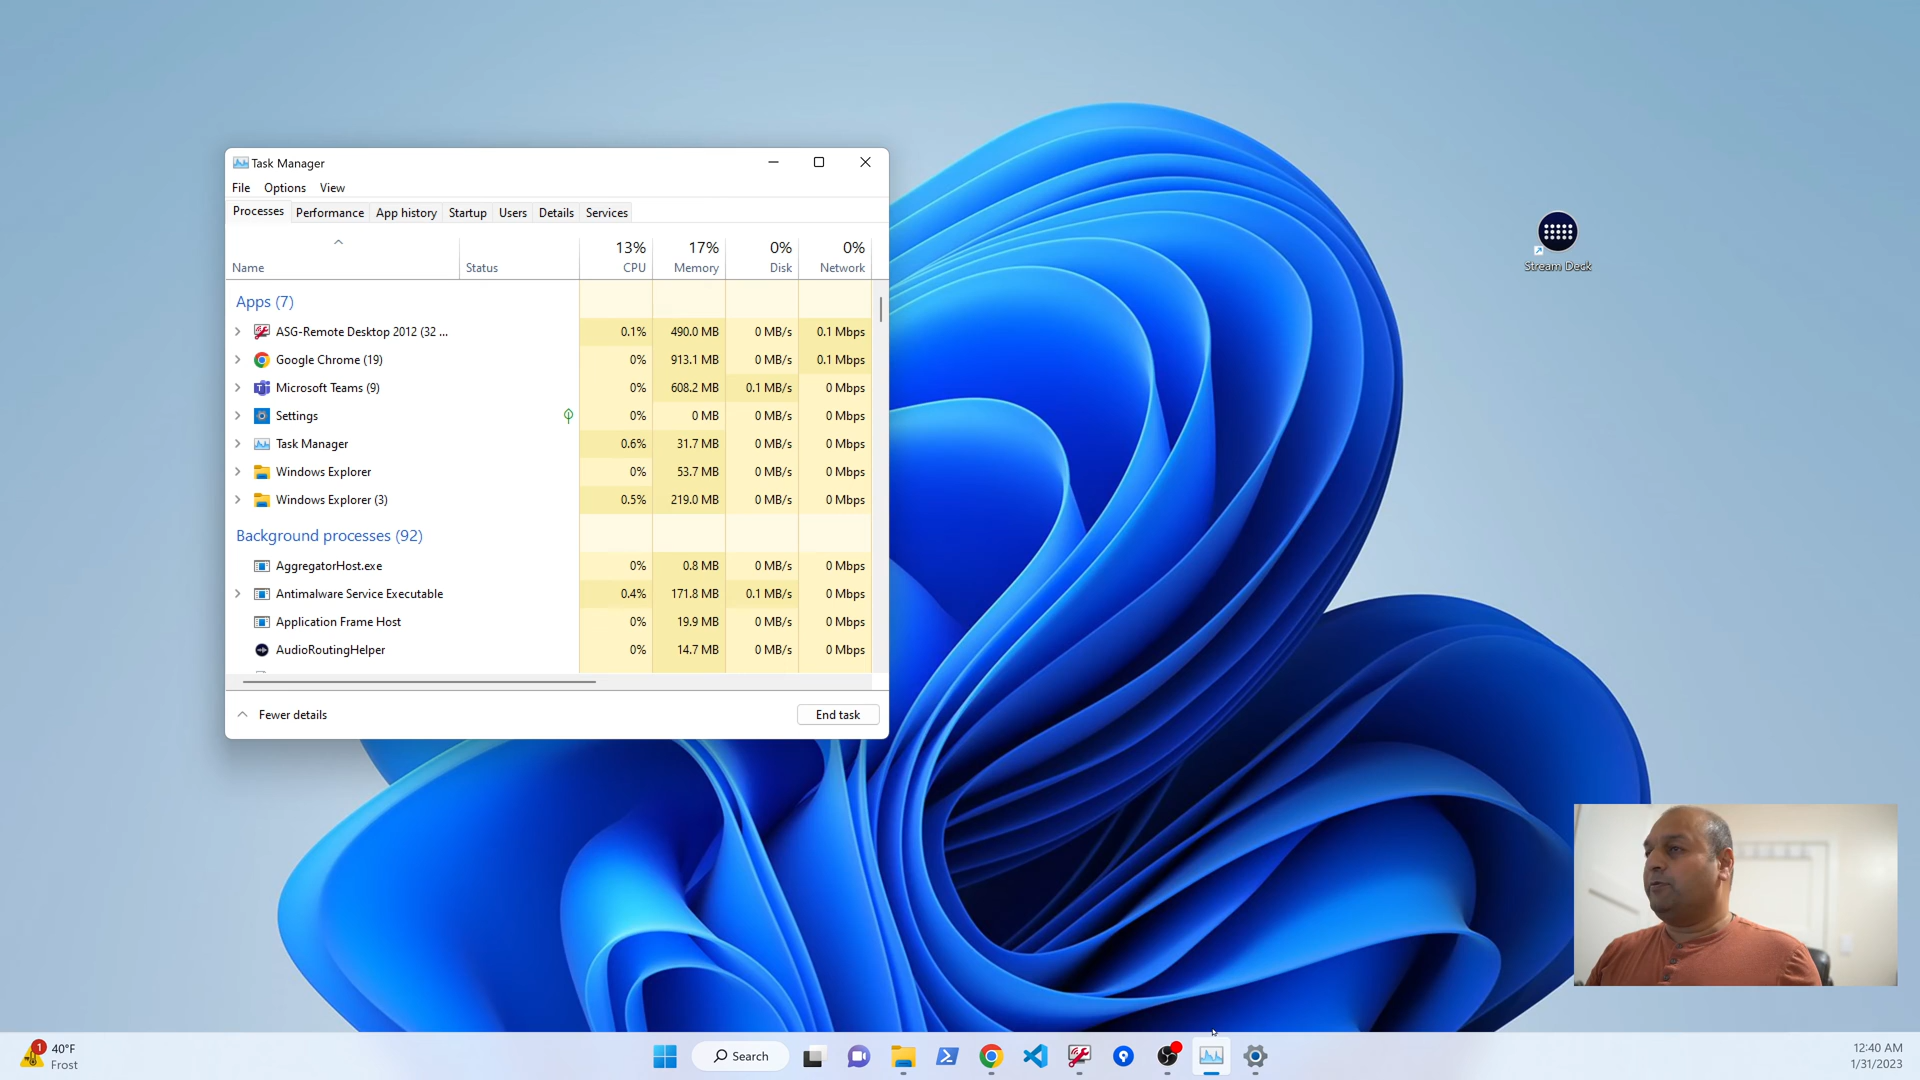 Task Manager
File Options View
Processes Performance App history Startup Users Details Services
13% 17% 0% 0%
Name Status CPU Memory Disk Network
Apps (7)
ASG-Remote Desktop 2012 (32 ... 0.1% 490.0 MB 0 MB/s 0.1 Mbps
Google Chrome (19) 0% 913.1 MB 0 MB/s 0.1 Mbps
Microsoft Teams (9) 0% 608.2 MB 0.1 MB/s 0 Mbps
Settings 0% 0 MB 0 MB/s 0 Mbps
Task Manager 0.6% 31.7 MB 0 MB/s 0 Mbps
Windows Explorer 0% 53.7 MB 0 MB/s 0 Mbps
Windows Explorer (3) 0.5% 219.0 MB 0 MB/s 0 Mbps
Background processes (92)
AggregatorHost.exe 0% 0.8 MB 0 MB/s 0 Mbps
Antimalware Service Executable 0.4% 171.8 MB 0.1 MB/s 0 Mbps
Application Frame Host 0% 19.9 MB 0 MB/s 0 Mbps
AudioRoutingHelper 0% 14.7 MB 0 MB/s 0 Mbps
Fewer details End task
Stream Deck
1
40°F
Frost
Search
12:40 AM
1/31/2023